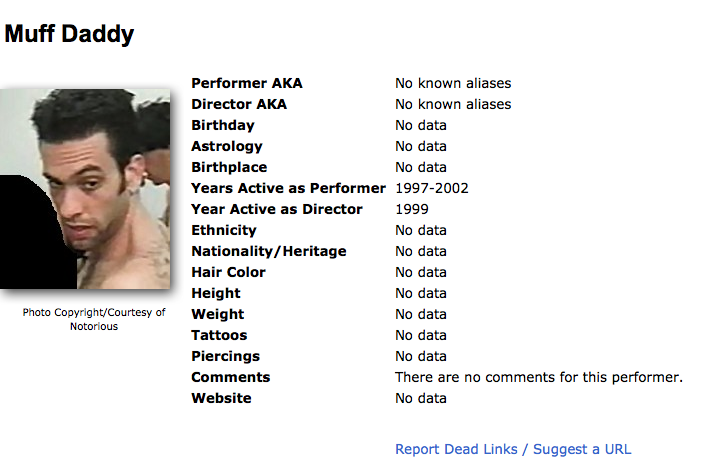 Muff Daddy
Performer AKA No known aliases
Director AKA No known aliases
Birthday No data
Astrology No data
Birthplace No data
Years Active as Performer 1997-2002
Year Active as Director 1999
Ethnicity No data
Nationality/Heritage No data
Hair Color No data
Height No data
Weight No data
Tattoos No data
Piercings No data
Comments There are no comments for this performer.
Website No data
Photo Copyright/Courtesy of
Notorious
Report Dead Links / Suggest a URL